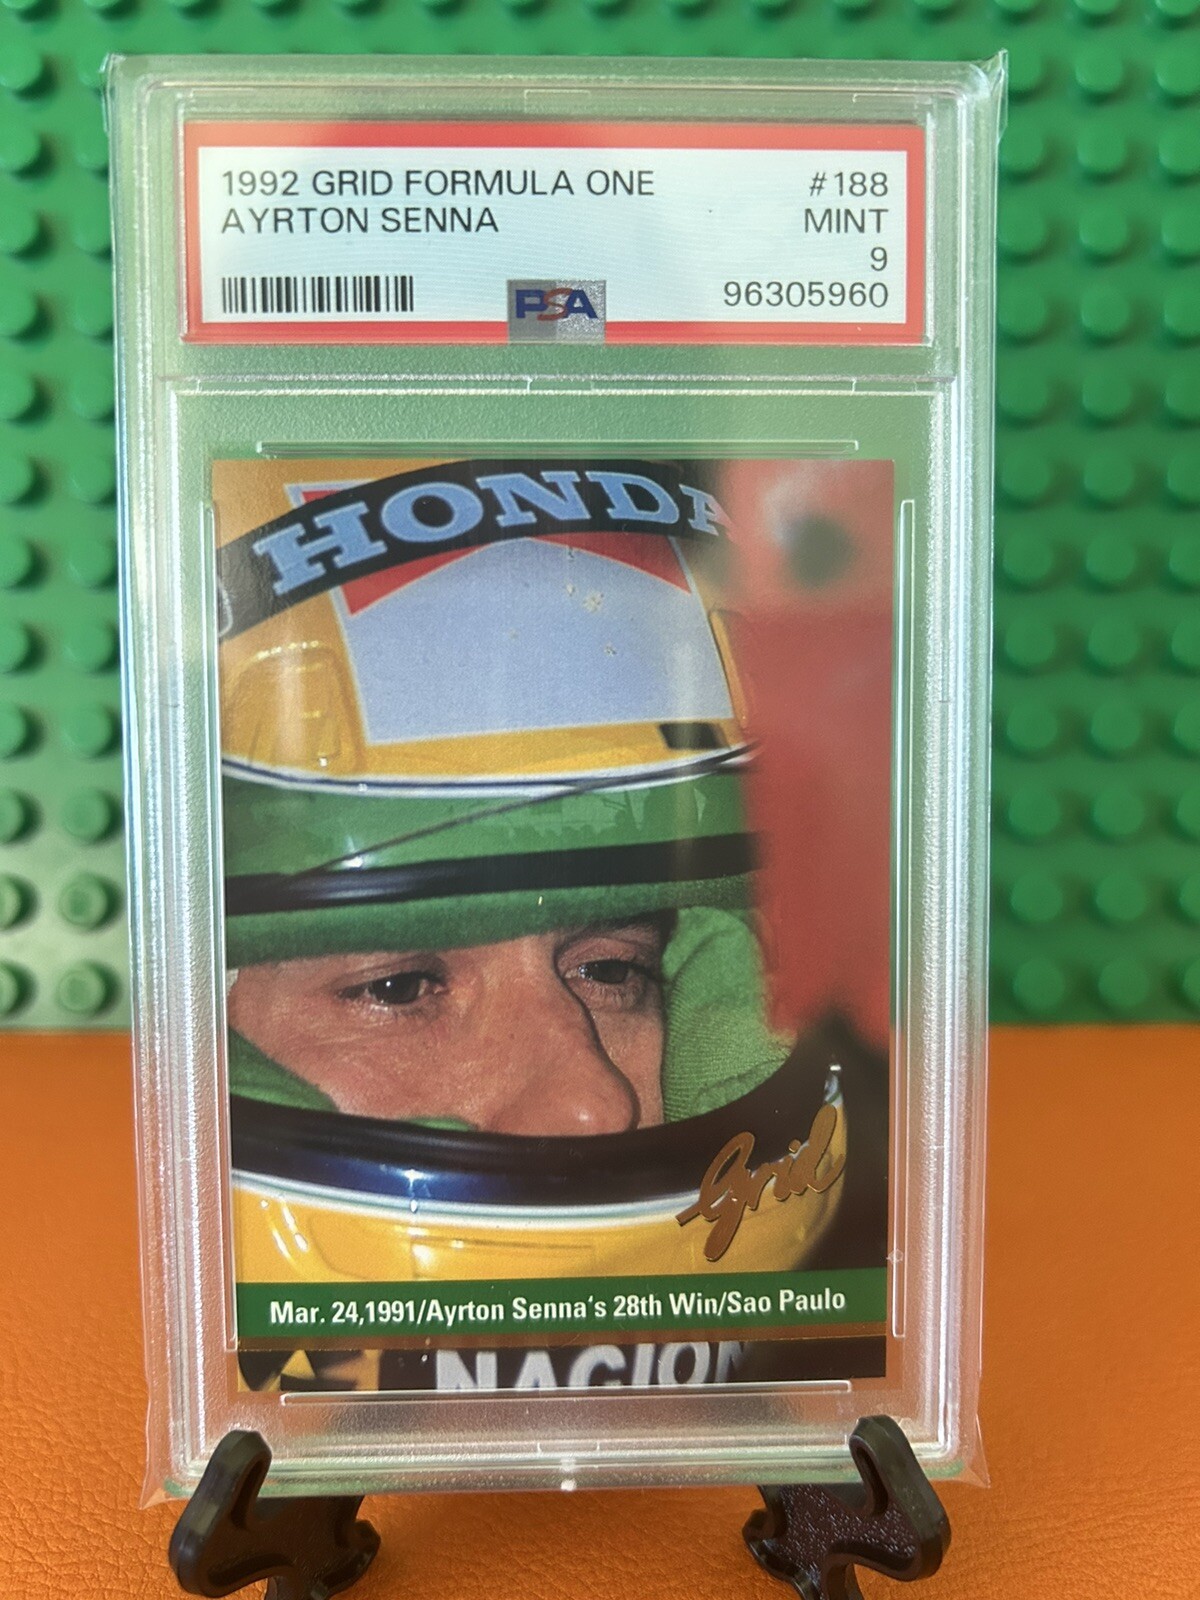 1992 GRID FORMULA ONE #188
AYRTON SENNA MINT
9
PSA 96305960
HONDA
Grid
Mar. 24,1991/Ayrton Senna's 28th Win/Sao Paulo
NACION